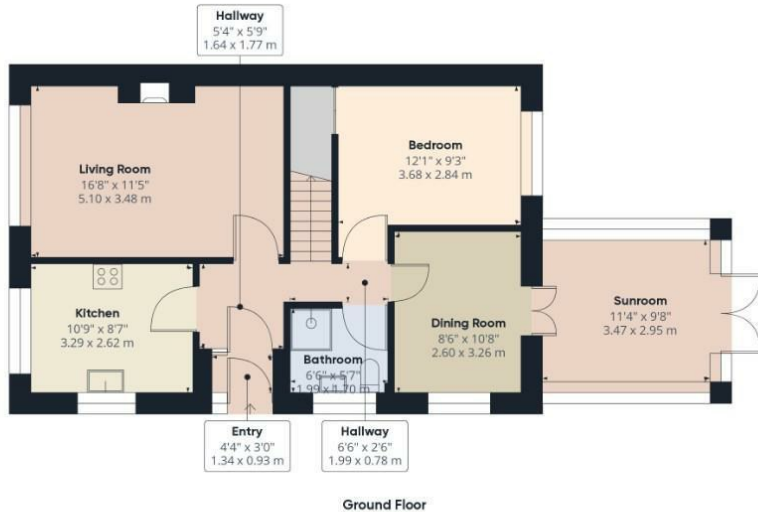 Hallway
5'4" x 5'9"
1.64 x 1.77 m
Living Room
16'8" x 11'5"
5.10 x 3.48 m
Bedroom
12'1" x 9'3"
3.68 x 2.84 m
Kitchen
10'9" x 8'7"
3.29 x 2.62 m
Bathroom
6'6" x 5'7"
1.99 x 1.70 m
Dining Room
8'6" x 10'8"
2.60 x 3.26 m
Sunroom
11'4" x 9'8"
3.47 x 2.95 m
Entry
4'4" x 3'0"
1.34 x 0.93 m
Hallway
6'6" x 2'6"
1.99 x 0.78 m
Ground Floor